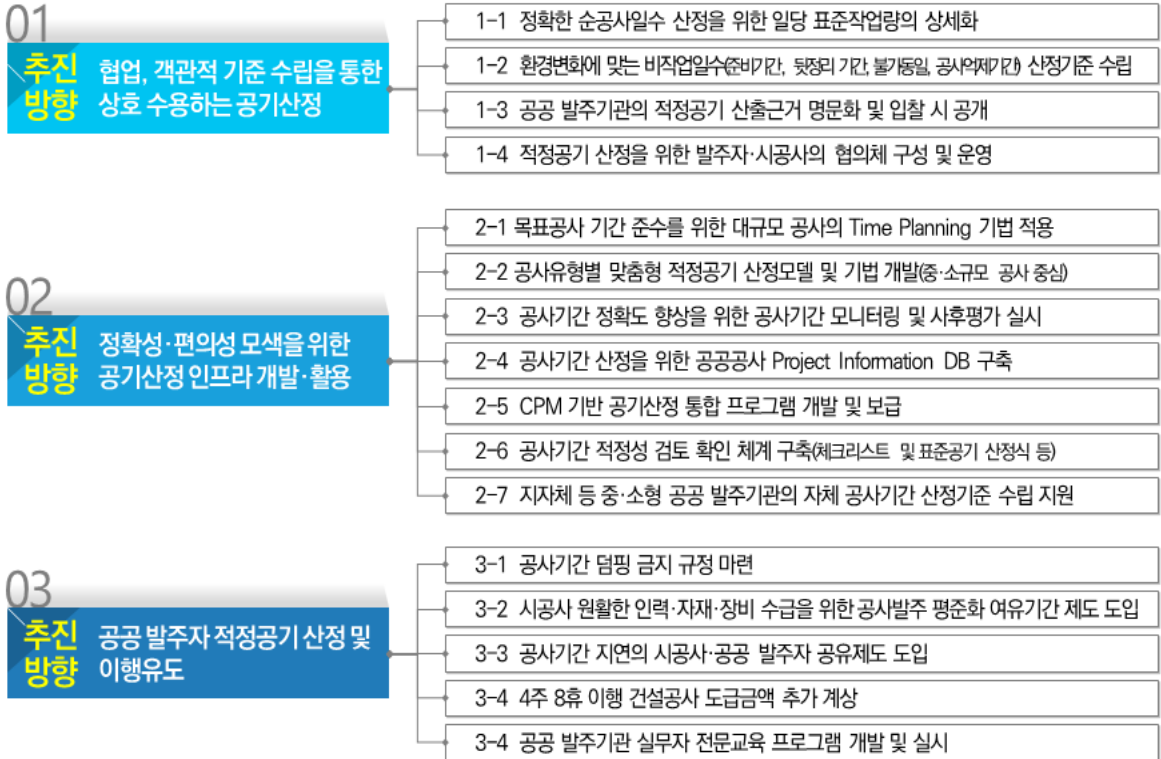 01
추진
방향
협업, 객관적 기준 수립을 통한
상호 수용하는 공기산정
1-1 정확한 순공사일수 산정을 위한 일당 표준작업량의 상세화
1-2 환경변화에 맞는 비작업일수(준비기간, 뒷정리 기간, 불가동일, 공사억제기간) 산정기준 수립
1-3 공공 발주기관의 적정공기 산출근거 명문화 및 입찰 시 공개
1-4 적정공기 산정을 위한 발주자·시공사의 협의체 구성 및 운영
02
추진
방향
정확성·편의성 모색을 위한
공기산정 인프라 개발·활용
2-1 목표공사 기간 준수를 위한 대규모 공사의 Time Planning 기법 적용
2-2 공사유형별 맞춤형 적정공기 산정모델 및 기법 개발(중·소규모 공사 중심)
2-3 공사기간 정확도 향상을 위한 공사기간 모니터링 및 사후평가 실시
2-4 공사기간 산정을 위한 공공공사 Project Information DB 구축
2-5 CPM 기반 공기산정 통합 프로그램 개발 및 보급
2-6 공사기간 적정성 검토 확인 체계 구축(체크리스트 및 표준공기 산정식 등)
2-7 지자체 등 중·소형 공공 발주기관의 자체 공사기간 산정기준 수립 지원
03
추진
방향
공공 발주자 적정공기 산정 및
이행유도
3-1 공사기간 덤핑 금지 규정 마련
3-2 시공사 원활한 인력·자재·장비 수급을 위한 공사발주 평준화 여유기간 제도 도입
3-3 공사기간 지연의 시공사·공공 발주자 공유제도 도입
3-4 4주 8휴 이행 건설공사 도급금액 추가 계상
3-4 공공 발주기관 실무자 전문교육 프로그램 개발 및 실시